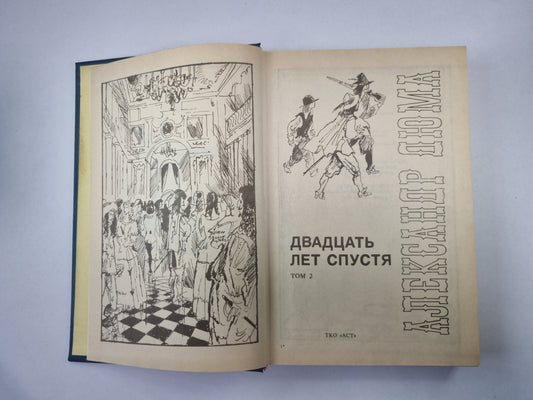 АЛЕКСАНДР ДЮМА
ДВАДЦАТЬ
ЛЕТ СПУСТЯ
ТОМ 2
ТКО «АСТ»